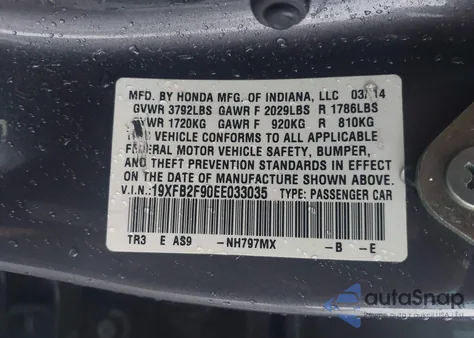 MFD. BY HONDA MFG. OF INDIANA, LLC 03/14
GVWR 3792LBS GAWR F 2029LBS R 1786LBS
GVWR 1720KG GAWR F 920KG R 810KG
THIS VEHICLE CONFORMS TO ALL APPLICABLE
FEDERAL MOTOR VEHICLE SAFETY, BUMPER,
AND THEFT PREVENTION STANDARDS IN EFFECT
ON THE DATE OF MANUFACTURE SHOWN
ABOVE.
V.I.N.: 19XFB2F90EE033035 TYPE: PASSENGER CAR
TR3 E AS9 -NH797MX -B -E
autoSnap